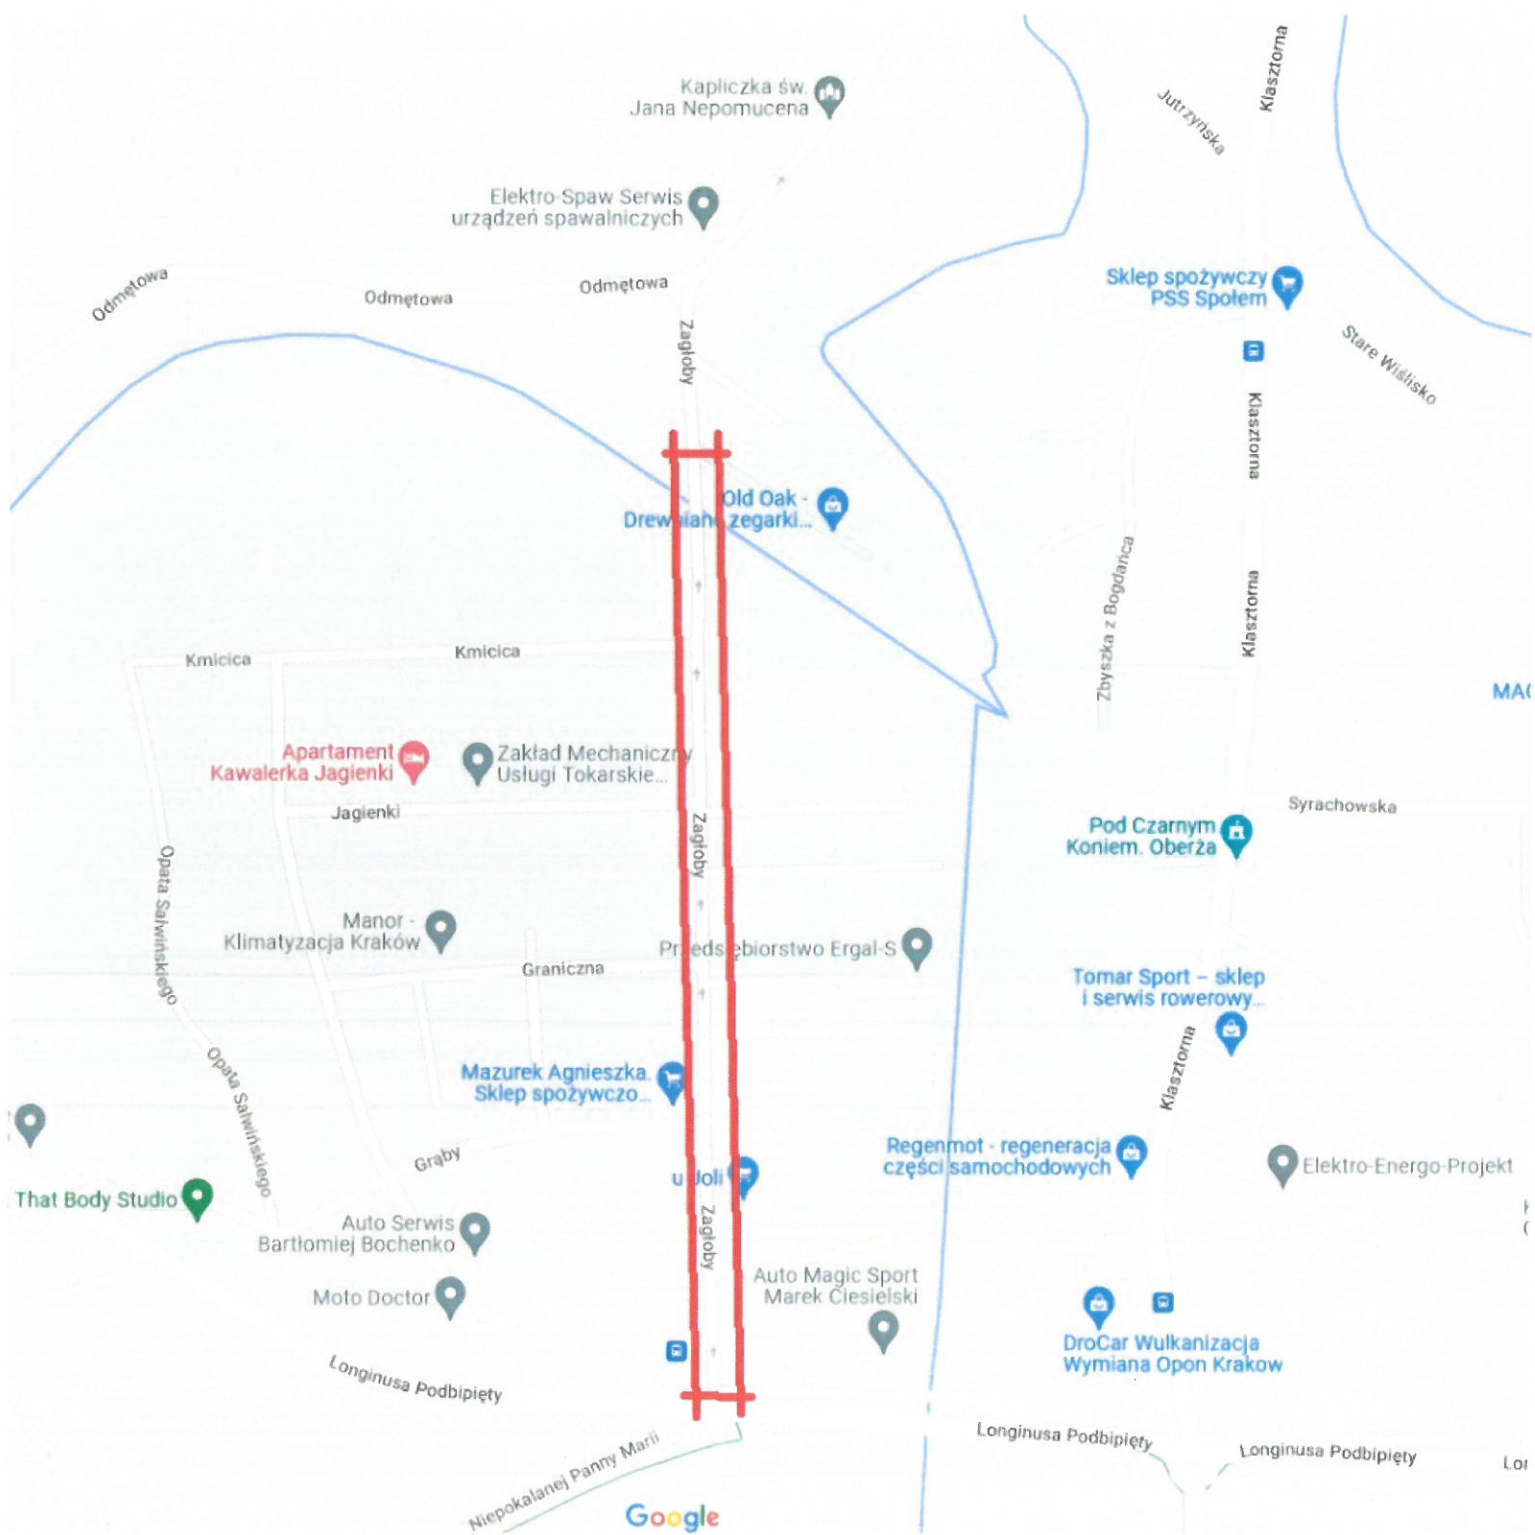 Klasztorna
Kapliczka św.
Jana Nepomucena
Jutrzyńska
Elektro-Spaw Serwis
urządzeń spawalniczych
Odmętowa
Odmętowa
Odmętowa
Sklep spożywczy
PSS Społem
Zagłoby
Stare Wiślisko
Klasztorna
Old Oak -
Drewniane zegarki...
Zbyszka z Bogdańca
Klasztorna
Kmicica
Kmicica
Apartament
Kawalerka Jagienki
Zakład Mechaniczny
Usługi Tokarskie...
Jagienki
Zagłoby
Syrachowska
Pod Czarnym
Koniem. Oberża
Opata Salwińskiego
Manor -
Klimatyzacja Kraków
Przedsiębiorstwo Ergal-S
Graniczna
Tomar Sport – sklep
i serwis rowerowy...
Klasztorna
Mazurek Agnieszka.
Sklep spożywczo...
Opata Salwińskiego
Grąby
u Joli
Regenmot - regeneracja
części samochodowych
Elektro-Energo-Projekt
That Body Studio
Auto Serwis
Bartłomiej Bochenko
Zagłoby
Moto Doctor
Auto Magic Sport
Marek Ciesielski
DroCar Wulkanizacja
Wymiana Opon Krakow
Longinusa Podbipięty
Longinusa Podbipięty
Longinusa Podbipięty
Niepokalanej Panny Marii
Google